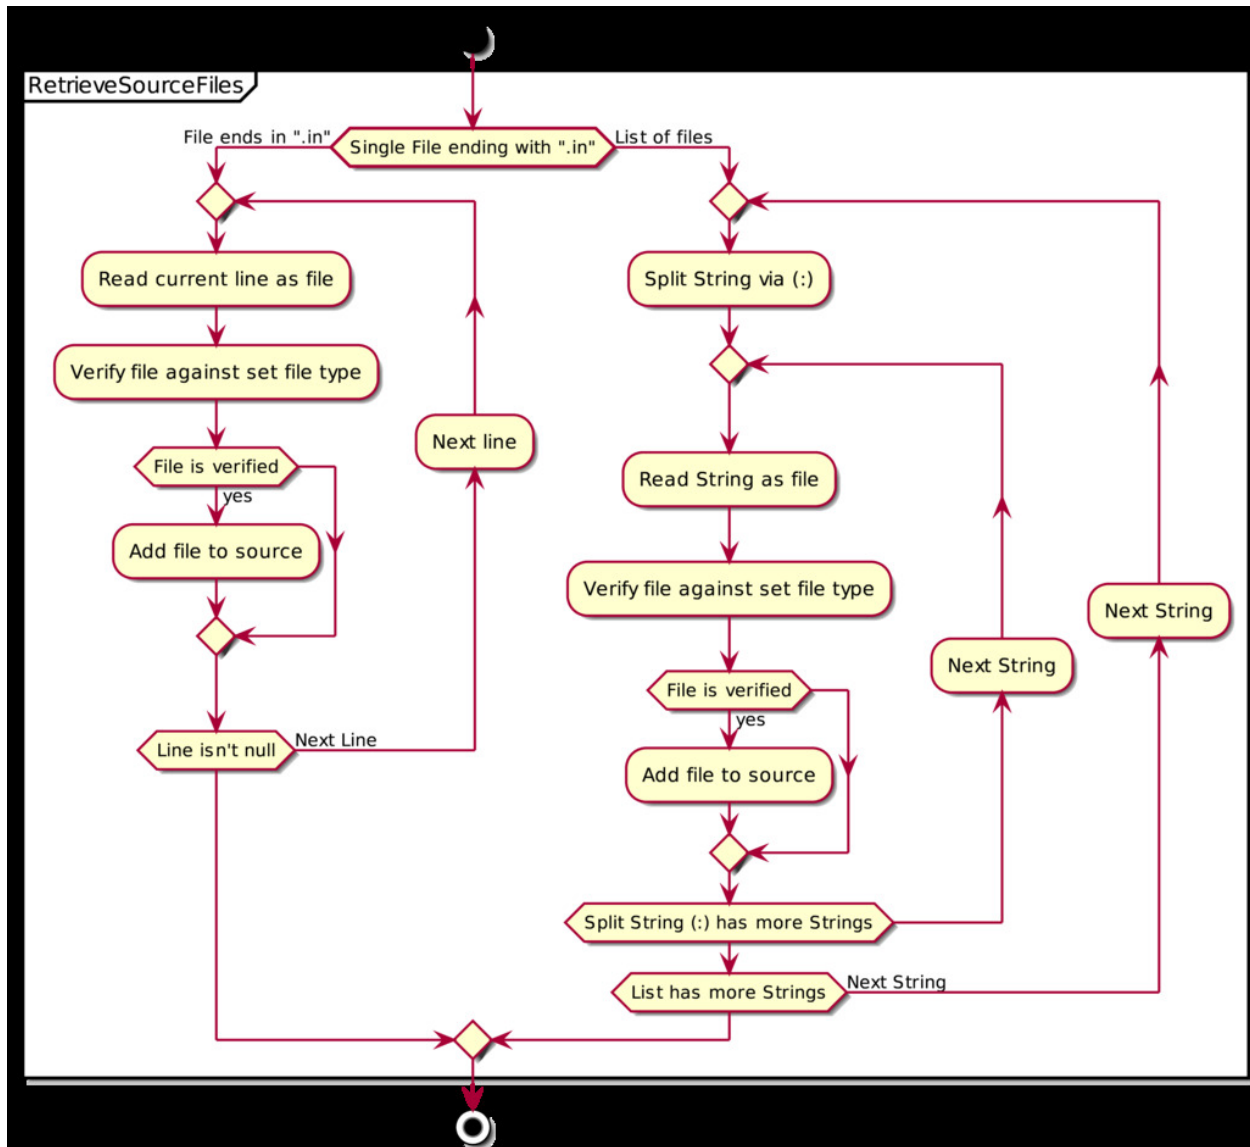 RetrieveSourceFiles
File ends in ".in"
Single File ending with ".in"
List of files
Read current line as file
Verify file against set file type
File is verified
yes
Add file to source
Next line
Line isn't null
Next Line
Split String via (:)
Read String as file
Verify file against set file type
File is verified
yes
Add file to source
Split String (:) has more Strings
Next String
List has more Strings
Next String
Next String